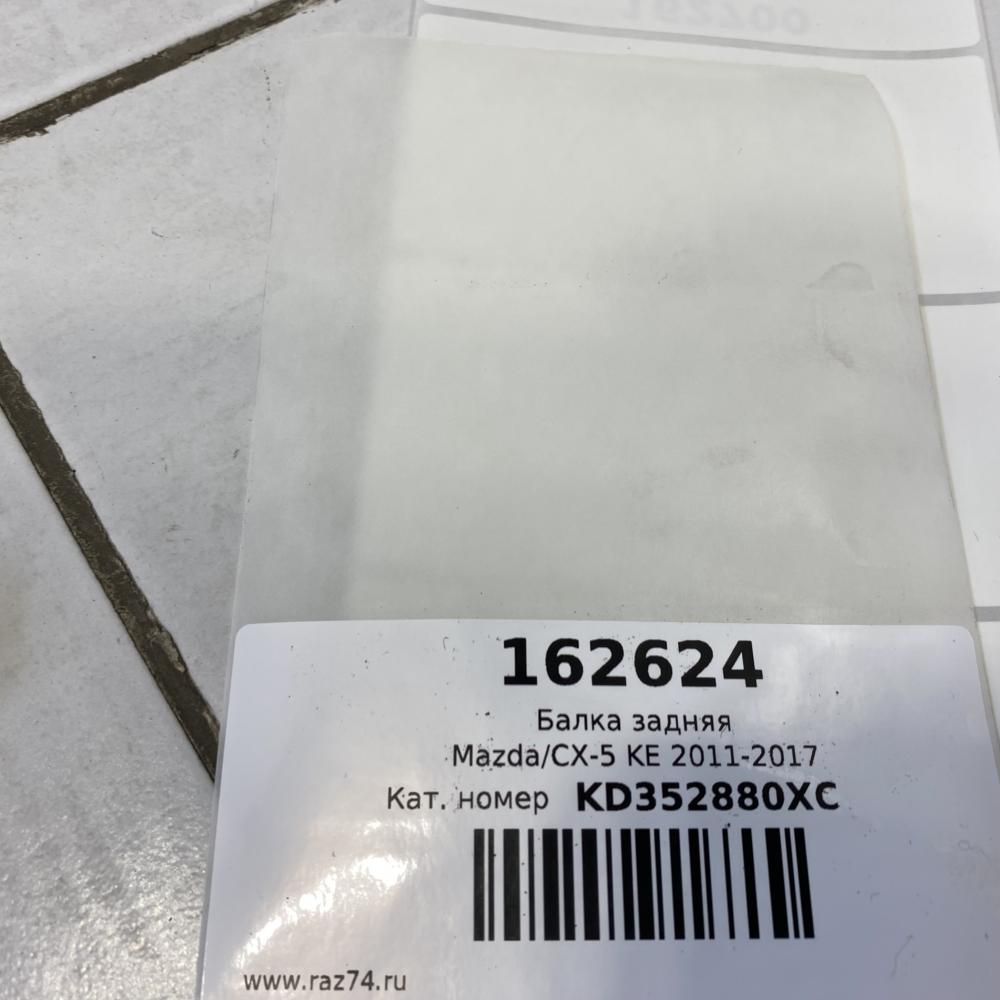 162624
Балка задняя
Mazda/CX-5 KE 2011-2017
Кат. номер KD352880XC
www.raz74.ru